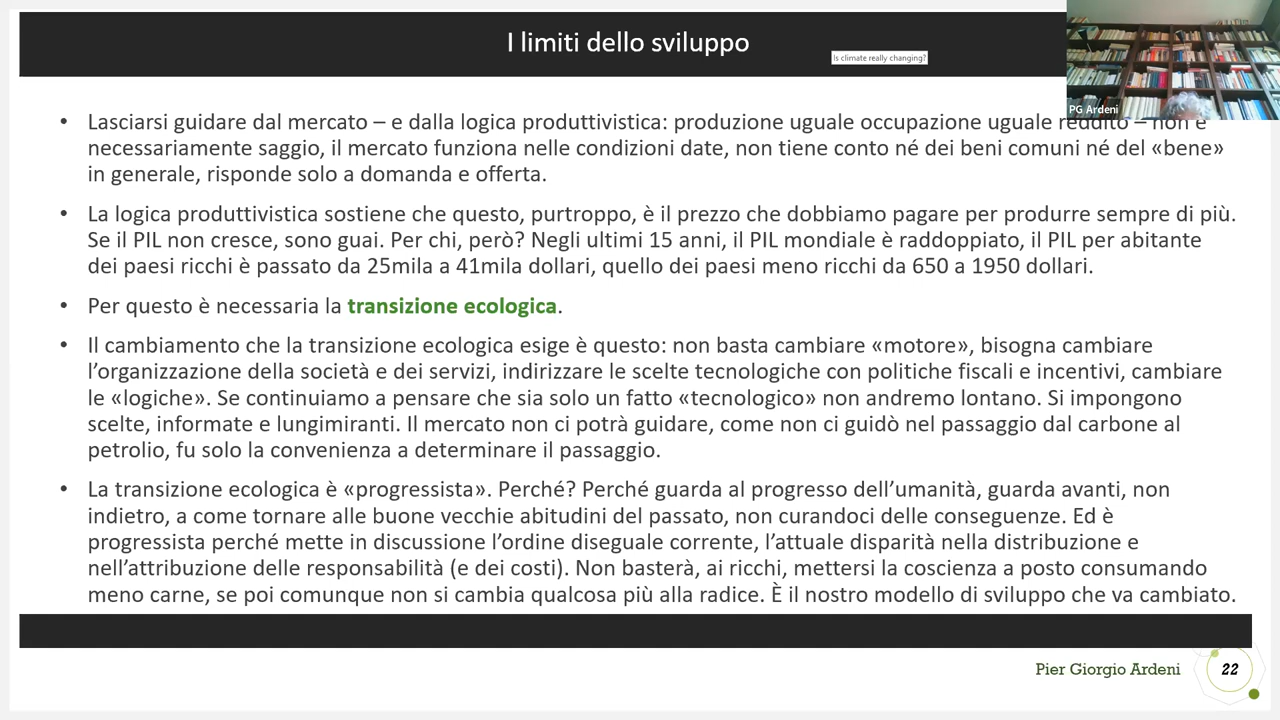 I limiti dello sviluppo
Is climate really changing?
PG Ardeni
• Lasciarsi guidare dal mercato – e dalla logica produttivistica: produzione uguale occupazione uguale reddito – non è
necessariamente saggio, il mercato funziona nelle condizioni date, non tiene conto né dei beni comuni né del «bene»
in generale, risponde solo a domanda e offerta.
• La logica produttivistica sostiene che questo, purtroppo, è il prezzo che dobbiamo pagare per produrre sempre di più.
Se il PIL non cresce, sono guai. Per chi, però? Negli ultimi 15 anni, il PIL mondiale è raddoppiato, il PIL per abitante
dei paesi ricchi è passato da 25mila a 41mila dollari, quello dei paesi meno ricchi da 650 a 1950 dollari.
• Per questo è necessaria la transizione ecologica.
• Il cambiamento che la transizione ecologica esige è questo: non basta cambiare «motore», bisogna cambiare
l’organizzazione della società e dei servizi, indirizzare le scelte tecnologiche con politiche fiscali e incentivi, cambiare
le «logiche». Se continuiamo a pensare che sia solo un fatto «tecnologico» non andremo lontano. Si impongono
scelte, informate e lungimiranti. Il mercato non ci potrà guidare, come non ci guidò nel passaggio dal carbone al
petrolio, fu solo la convenienza a determinare il passaggio.
• La transizione ecologica è «progressista». Perché? Perché guarda al progresso dell’umanità, guarda avanti, non
indietro, a come tornare alle buone vecchie abitudini del passato, non curandoci delle conseguenze. Ed è
progressista perché mette in discussione l’ordine diseguale corrente, l’attuale disparità nella distribuzione e
nell’attribuzione delle responsabilità (e dei costi). Non basterà, ai ricchi, mettersi la coscienza a posto consumando
meno carne, se poi comunque non si cambia qualcosa più alla radice. È il nostro modello di sviluppo che va cambiato.
Pier Giorgio Ardeni
22